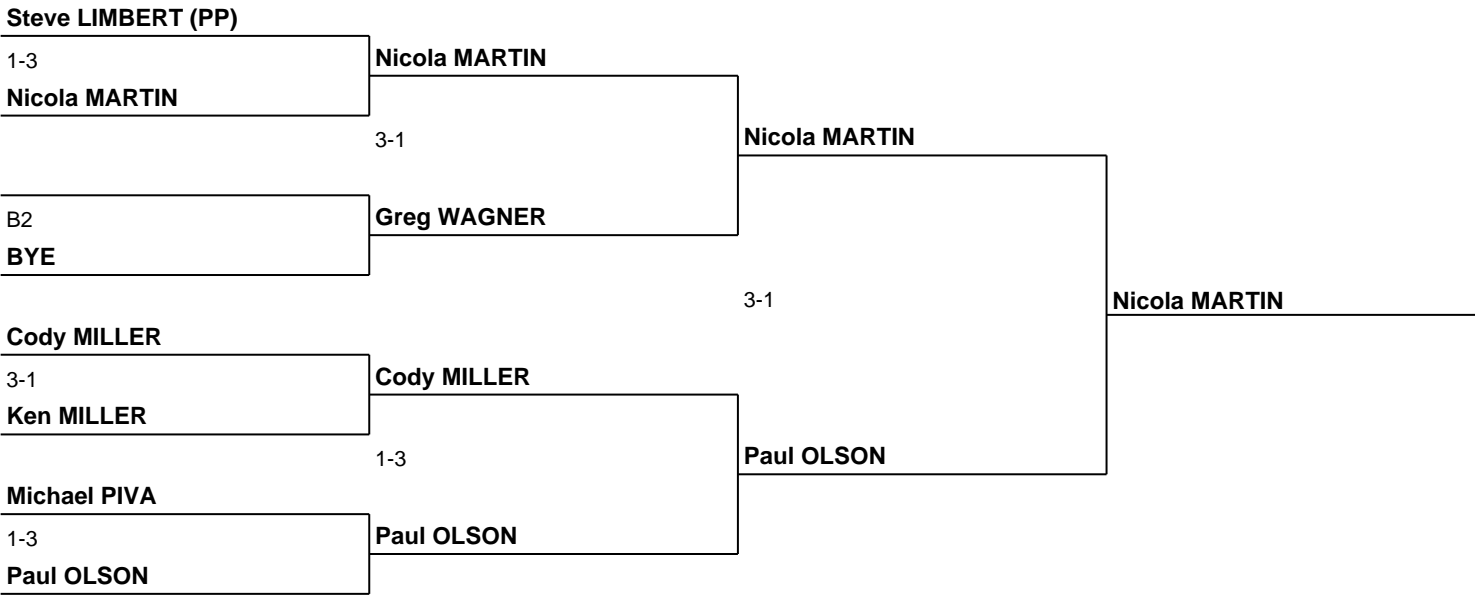 Steve LIMBERT (PP)
1-3
Nicola MARTIN
Nicola MARTIN
3-1
Nicola MARTIN
B2
BYE
Greg WAGNER
3-1
Nicola MARTIN
Cody MILLER
3-1
Ken MILLER
Cody MILLER
1-3
Paul OLSON
Michael PIVA
1-3
Paul OLSON
Paul OLSON